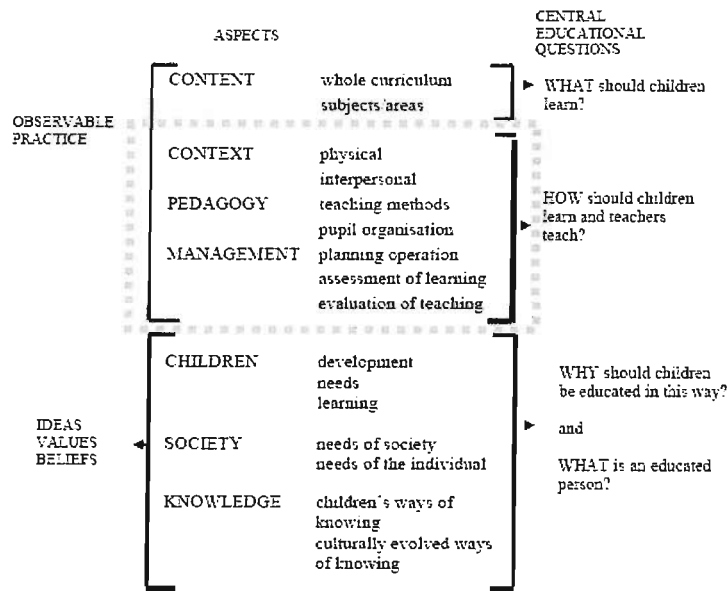 ASPECTS
CENTRAL
EDUCATIONAL
QUESTIONS
CONTENT whole curriculum
subjects/areas
WHAT should children
learn?
OBSERVABLE
PRACTICE
CONTEXT physical
interpersonal
PEDAGOGY teaching methods
pupil organisation
MANAGEMENT planning operation
assessment of learning
evaluation of teaching
HOW should children
learn and teachers
teach?
CHILDREN development
needs
learning
IDEAS
VALUES
BELIEFS
SOCIETY needs of society
needs of the individual
KNOWLEDGE children's ways of
knowing
culturally evolved ways
of knowing
WHY should children
be educated in this way?
and
WHAT is an educated
person?